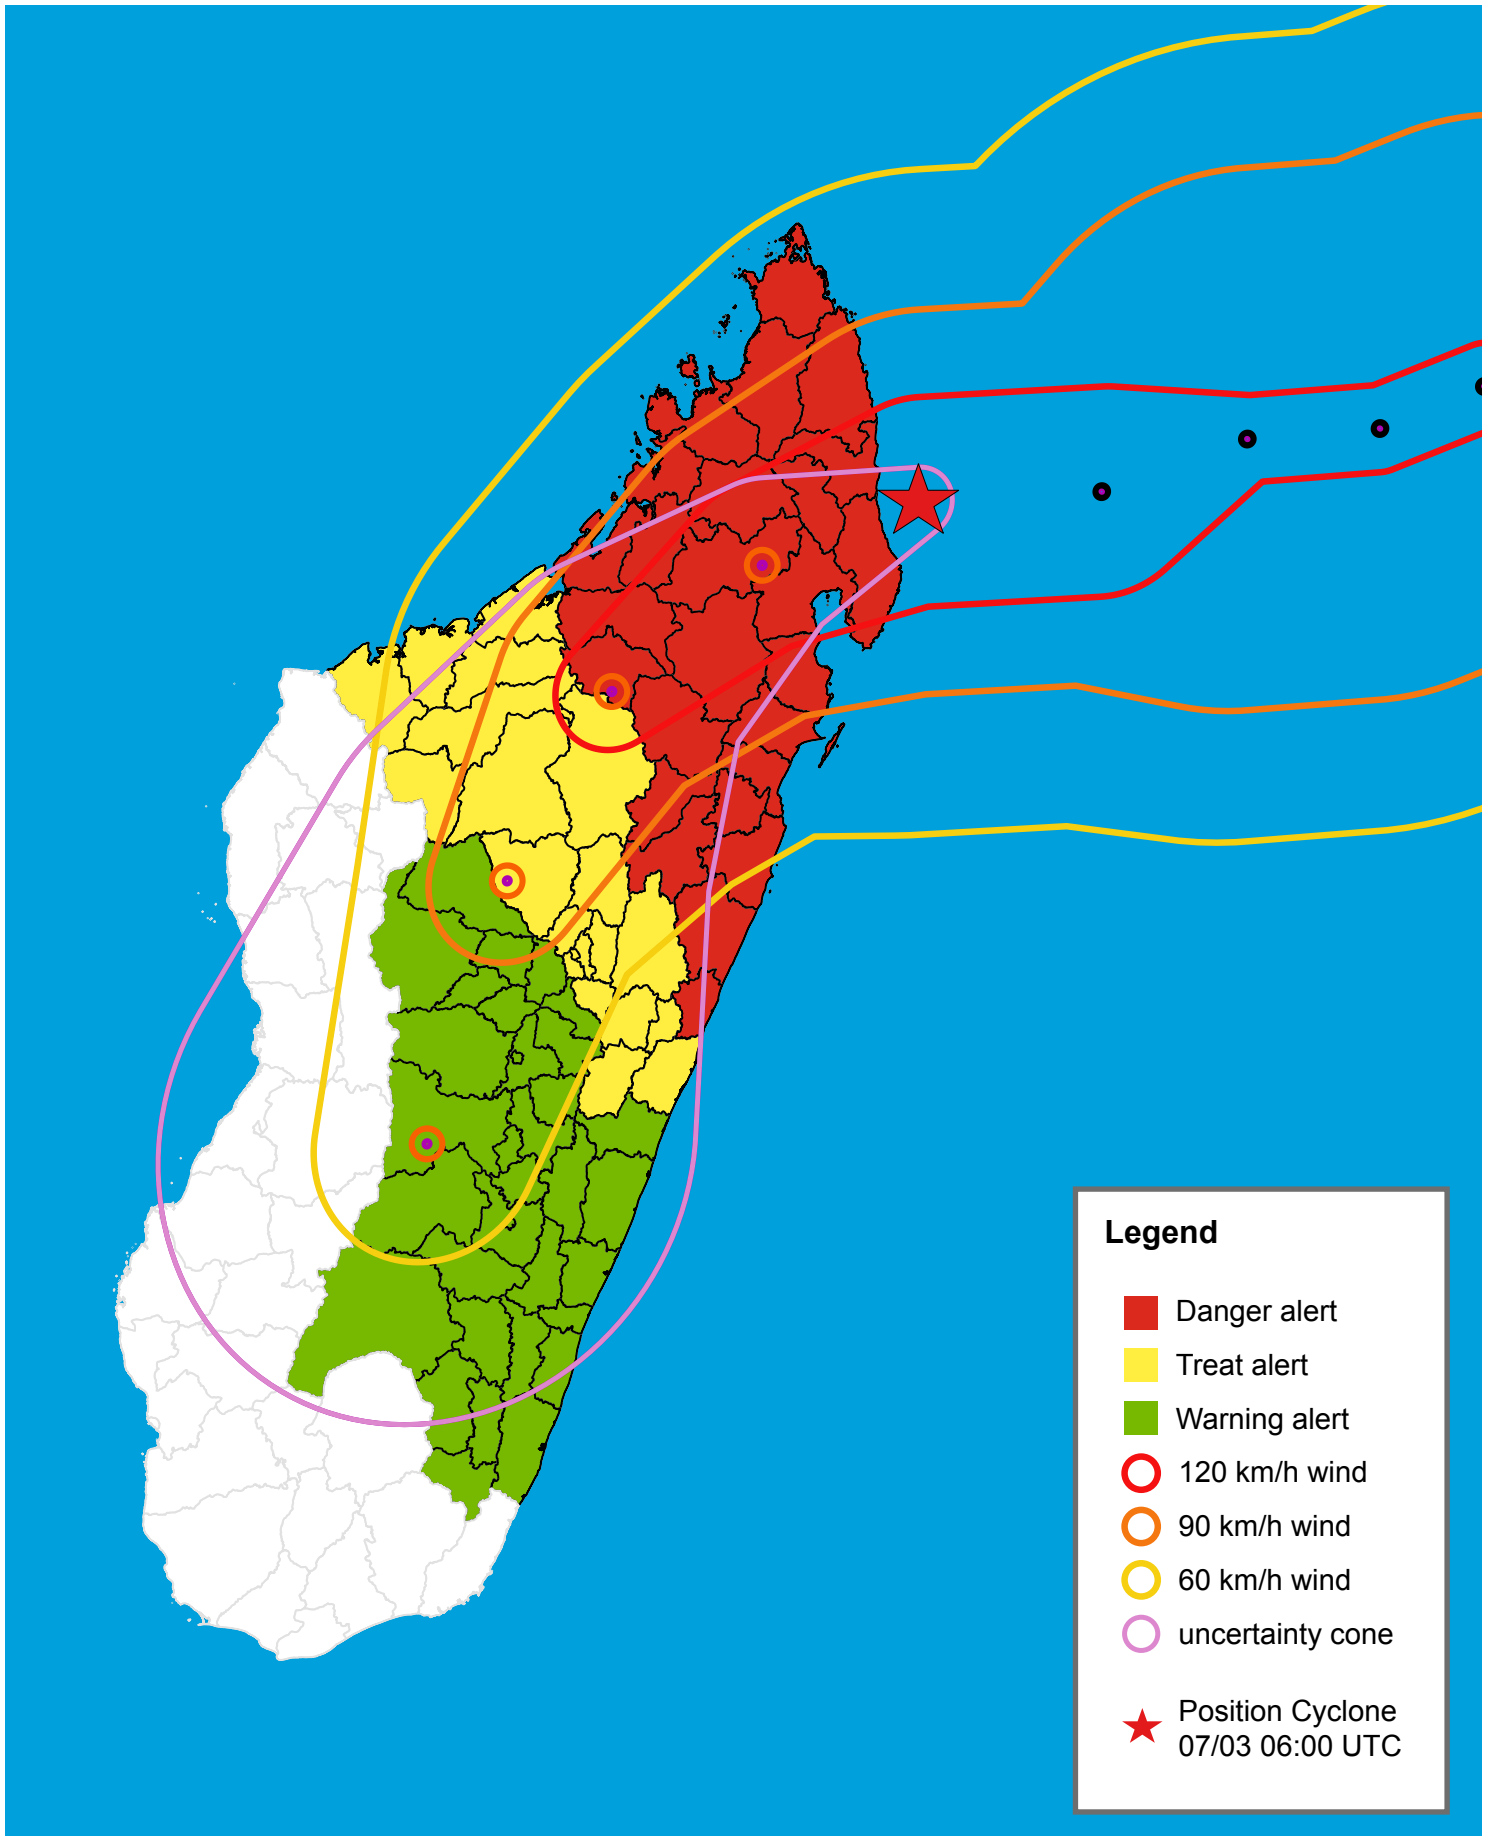 Legend
Danger alert
Treat alert
Warning alert
120 km/h wind
90 km/h wind
60 km/h wind
uncertainty cone
Position Cyclone
07/03 06:00 UTC